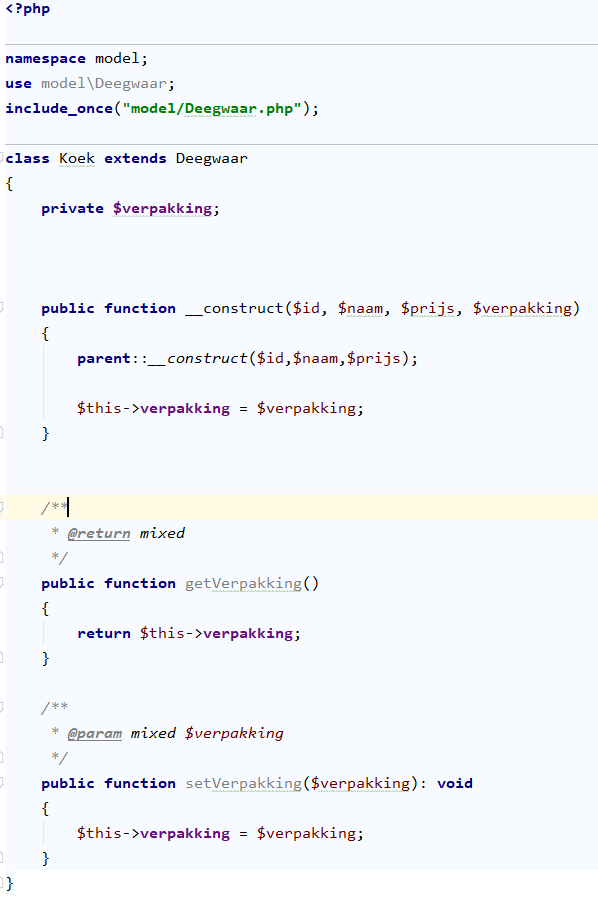 <?php
namespace model;
use model\Deegwaar;
include_once("model/Deegwaar.php");
class Koek extends Deegwaar
{
    private $verpakking;
    public function __construct($id, $naam, $prijs, $verpakking)
    {
        parent::__construct($id,$naam,$prijs);
        $this->verpakking = $verpakking;
    }
    /**
     * @return mixed
     */
    public function getVerpakking()
    {
        return $this->verpakking;
    }
    /**
     * @param mixed $verpakking
     */
    public function setVerpakking($verpakking): void
    {
        $this->verpakking = $verpakking;
    }
}